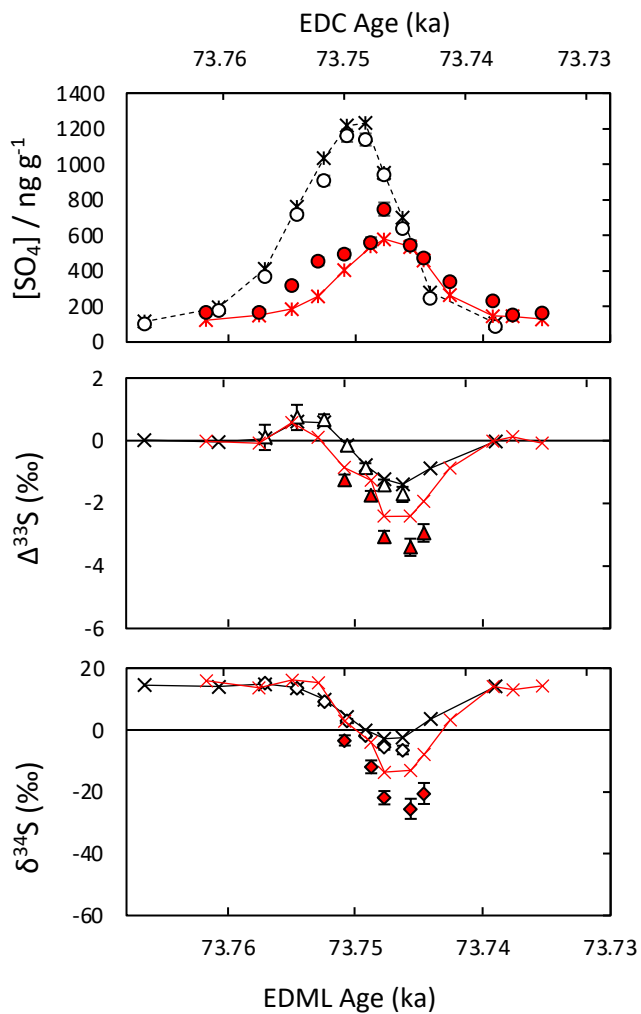 EDC Age (ka)
73.76 73.75 73.74 73.73
[SO₄] / ng g⁻¹
1400
1200
1000
800
600
400
200
0
Δ³³S (‰)
2
0
-2
-4
-6
δ³⁴S (‰)
20
0
-20
-40
-60
73.76 73.75 73.74 73.73
EDML Age (ka)